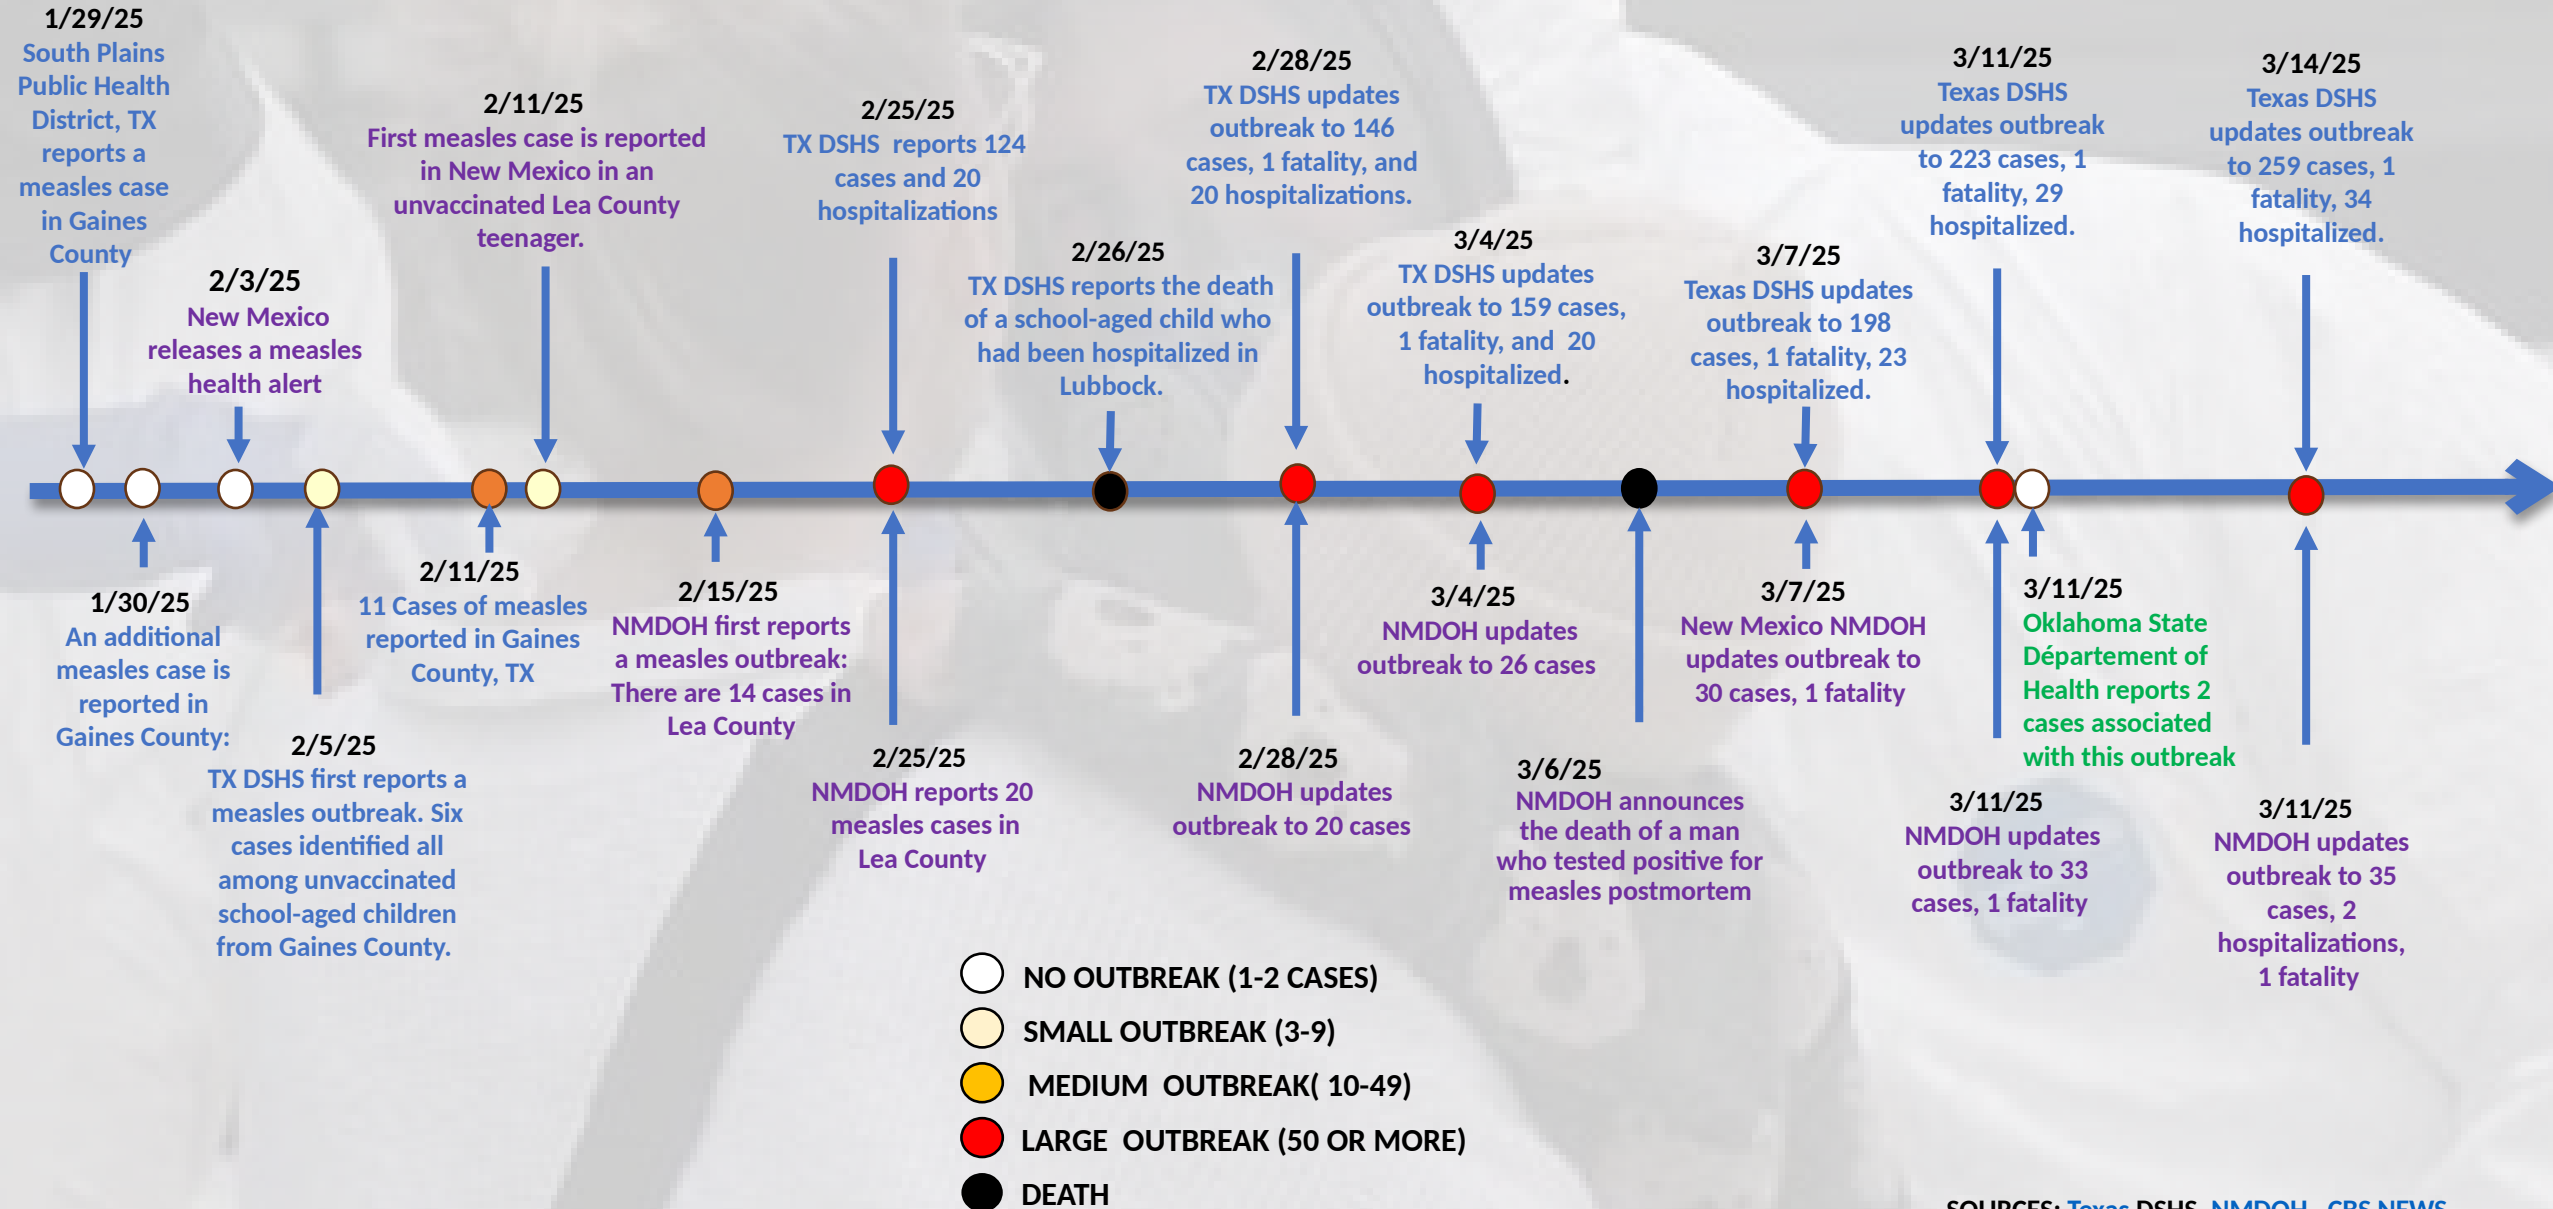 1/29/25
South Plains
Public Health
District, TX
reports a
measles case
in Gaines
County
2/3/25
New Mexico
releases a measles
health alert
2/11/25
First measles case is reported
in New Mexico in an
unvaccinated Lea County
teenager.
2/25/25
TX DSHS  reports 124
cases and 20
hospitalizations
2/26/25
TX DSHS reports the death
of a school-aged child who
had been hospitalized in
Lubbock.
2/28/25
TX DSHS updates
outbreak to 146
cases, 1 fatality, and
20 hospitalizations.
3/4/25
TX DSHS updates
outbreak to 159 cases,
1 fatality, and  20
hospitalized.
3/7/25
Texas DSHS updates
outbreak to 198
cases, 1 fatality, 23
hospitalized.
3/11/25
Texas DSHS
updates outbreak
to 223 cases, 1
fatality, 29
hospitalized.
3/14/25
Texas DSHS
updates outbreak
to 259 cases, 1
fatality, 34
hospitalized.
1/30/25
An additional
measles case is
reported in
Gaines County:
2/5/25
TX DSHS first reports a
measles outbreak. Six
cases identified all
among unvaccinated
school-aged children
from Gaines County.
2/11/25
11 Cases of measles
reported in Gaines
County, TX
2/15/25
NMDOH first reports
a measles outbreak:
There are 14 cases in
Lea County
2/25/25
NMDOH reports 20
measles cases in
Lea County
2/28/25
NMDOH updates
outbreak to 20 cases
3/4/25
NMDOH updates
outbreak to 26 cases
3/6/25
NMDOH announces
the death of a man
who tested positive for
measles postmortem
3/7/25
New Mexico NMDOH
updates outbreak to
30 cases, 1 fatality
3/11/25
NMDOH updates
outbreak to 33
cases, 1 fatality
3/11/25
Oklahoma State
Département of
Health reports 2
cases associated
with this outbreak
3/11/25
NMDOH updates
outbreak to 35
cases, 2
hospitalizations,
1 fatality
NO OUTBREAK (1-2 CASES)
SMALL OUTBREAK (3-9)
MEDIUM  OUTBREAK( 10-49)
LARGE  OUTBREAK (50 OR MORE)
DEATH
SOURCES: Texas DSHS, NMDOH, CBS NEWS